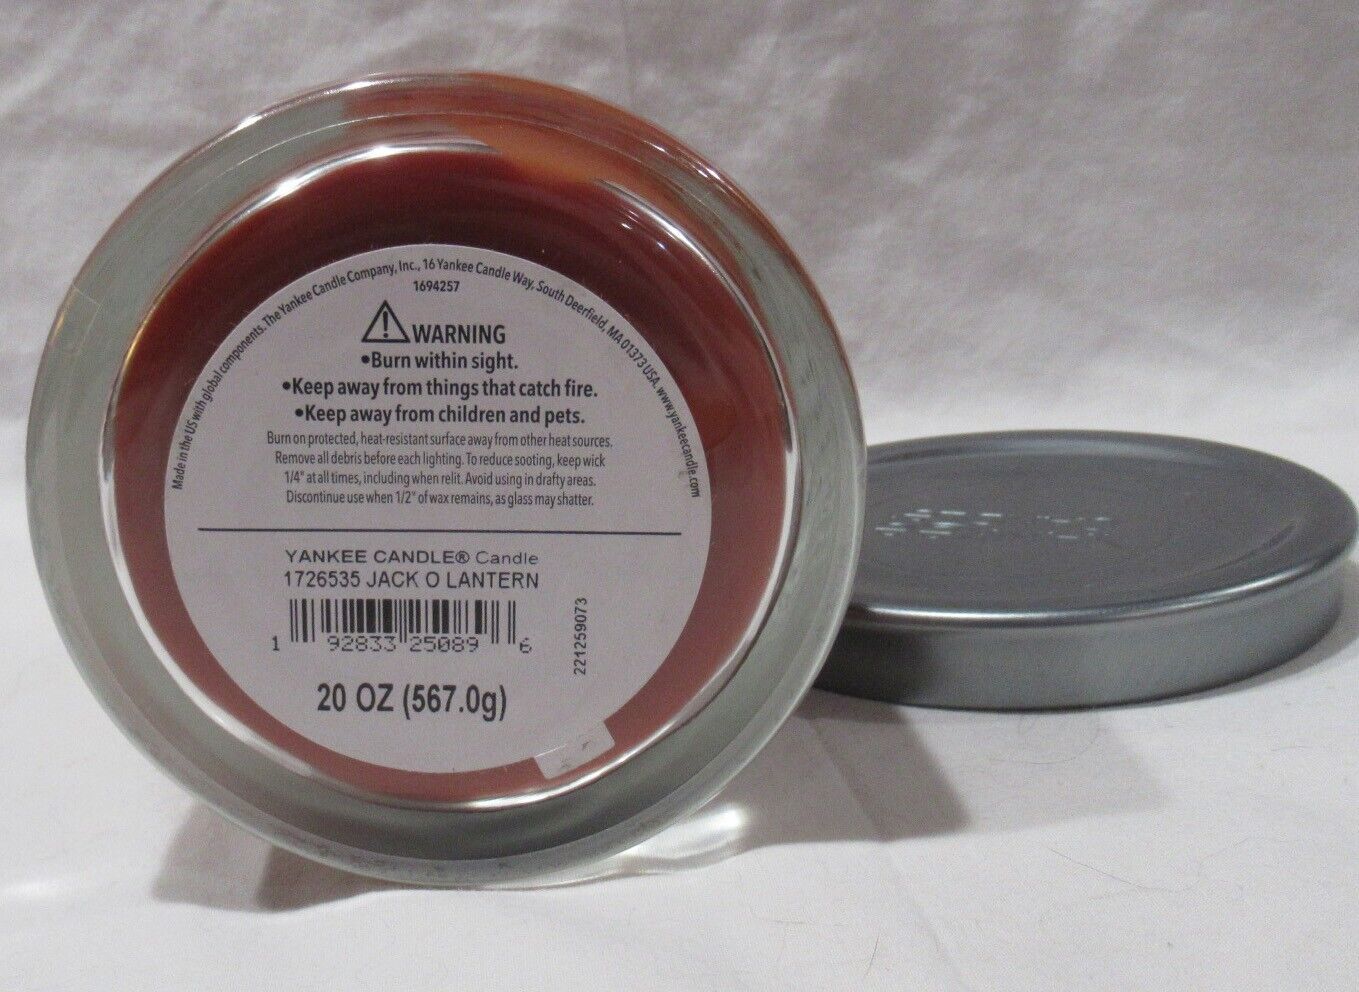 Made in the US with global components. The Yankee Candle Company, Inc., 16 Yankee Candle Way, South Deerfield, MA 01373 USA. www.yankeecandle.com
1694257
WARNING
•Burn within sight.
•Keep away from things that catch fire.
•Keep away from children and pets.
Burn on protected, heat-resistant surface away from other heat sources.
Remove all debris before each lighting. To reduce sooting, keep wick
1/4" at all times, including when relit. Avoid using in drafty areas.
Discontinue use when 1/2" of wax remains, as glass may shatter.
YANKEE CANDLE® Candle
1726535 JACK O LANTERN
1 92833 25089 6
221259073
20 OZ (567.0g)